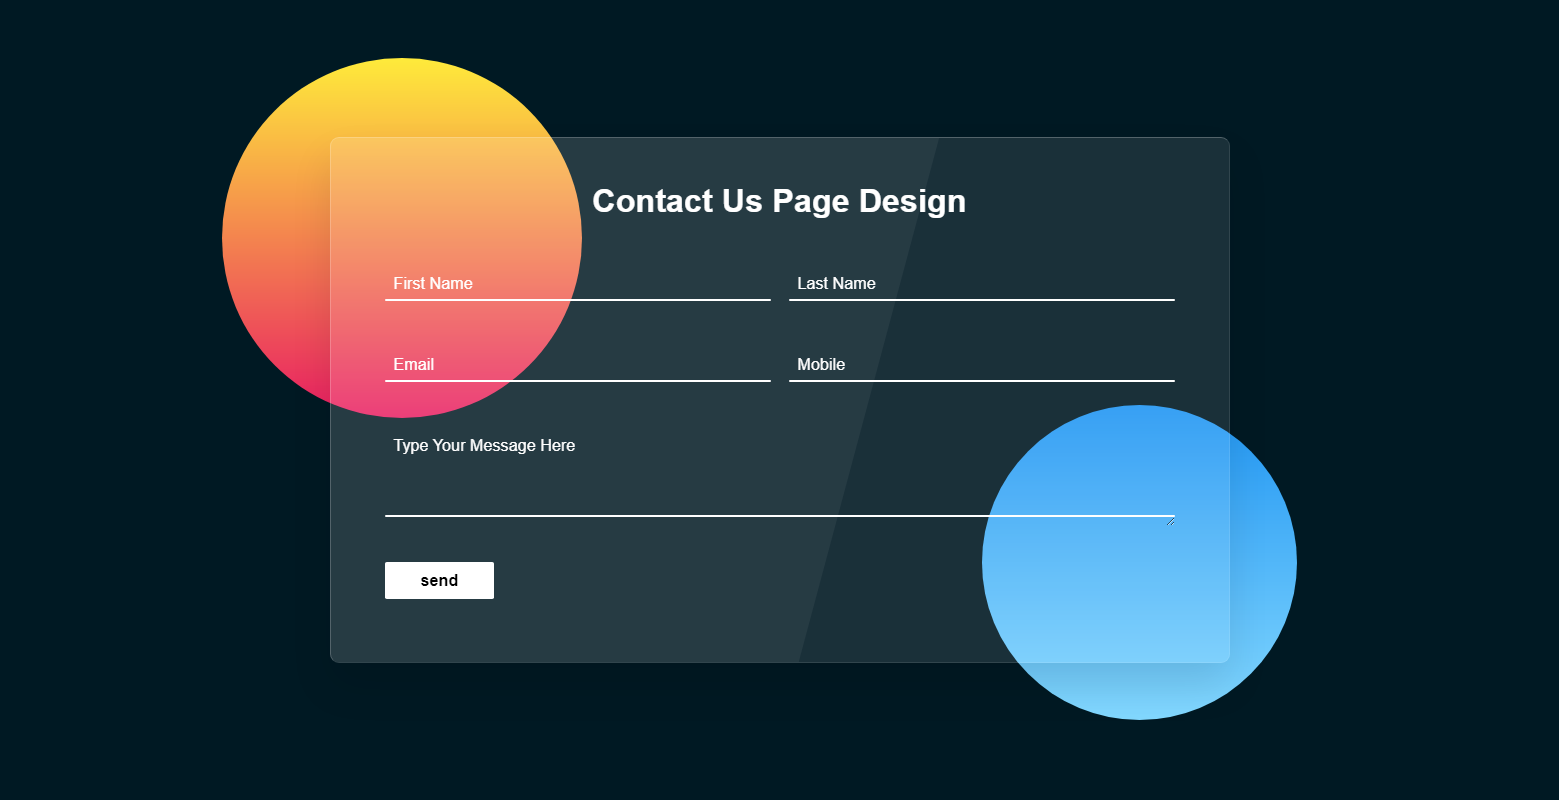 Contact Us Page Design
First Name
Last Name
Email
Mobile
Type Your Message Here
send